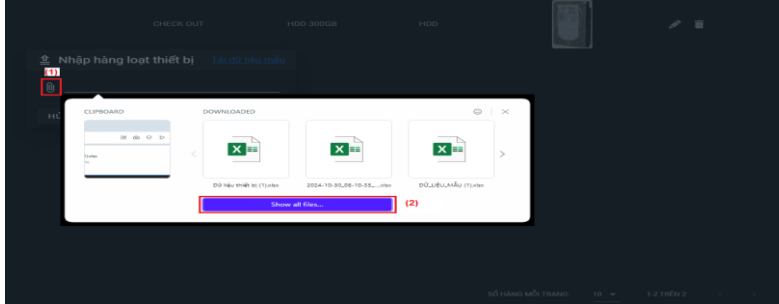 CHECK OUT HDD 300GB HDD
Nhập hàng loạt thiết bị Tải dữ liệu mẫu
(1)
CLIPBOARD DOWNLOADED
Dữ liệu thiết bị (1).xlsx 2024-10-30_08-10-55_....xlsx DỮ_LIỆU_MẪU (1).xlsx
Show all files... (2)
SỐ HÀNG MỖI TRANG: 10 1-2 TRÊN 2